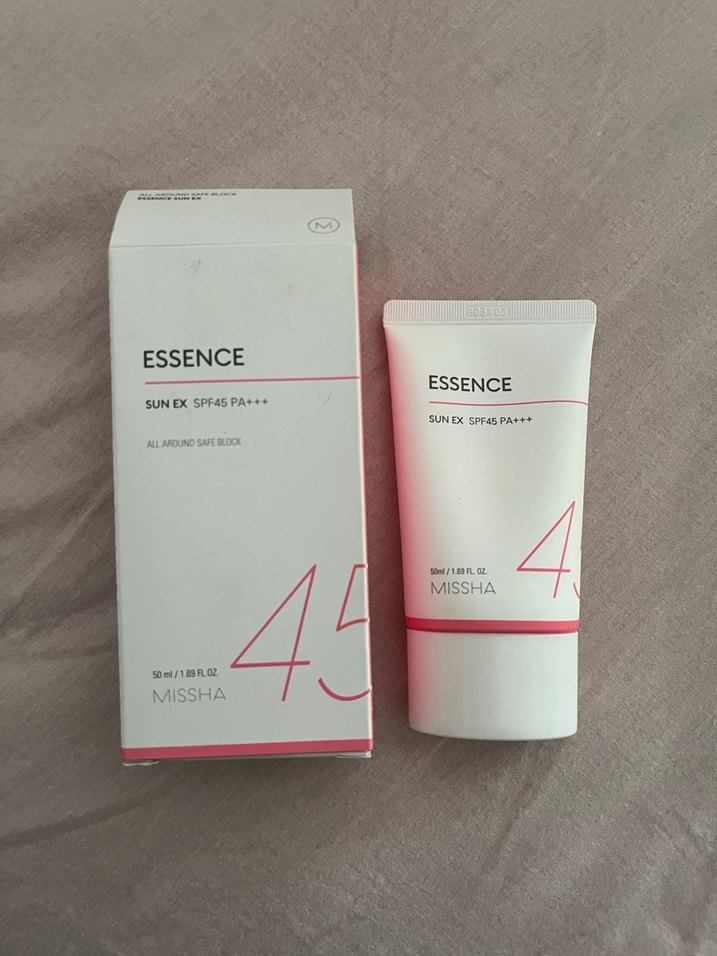 ALL AROUND SAFE BLOCK
ESSENCE SUN EX
M
ESSENCE
SUN EX SPF45 PA+++
ALL AROUND SAFE BLOCK
45
50 ml / 1.69 FL.OZ.
MISSHA
ESSENCE
SUN EX SPF45 PA+++
45
50ml / 1.69 FL. OZ.
MISSHA